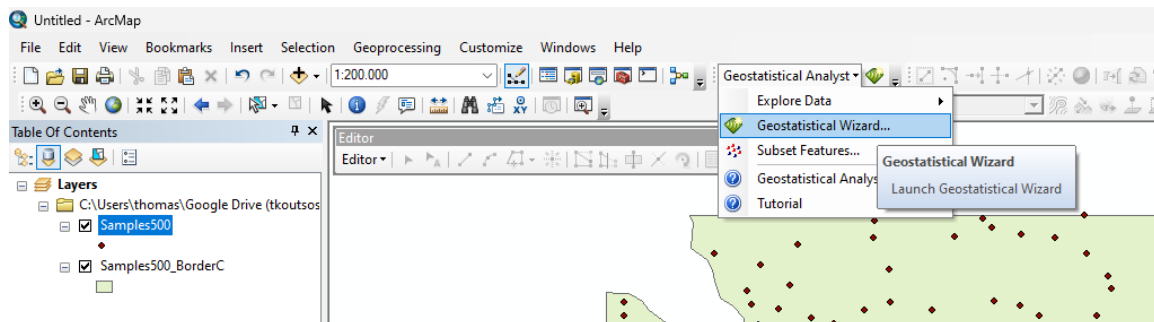 Untitled - ArcMap
File Edit View Bookmarks Insert Selection Geoprocessing Customize Windows Help
1:200.000
Geostatistical Analyst
Explore Data
Geostatistical Wizard...
Subset Features...
Geostatistical Analys
Tutorial
Geostatistical Wizard
Launch Geostatistical Wizard
Table Of Contents
Editor
Editor
Layers
C:\Users\thomas\Google Drive (tkoutsos
Samples500
Samples500_BorderC